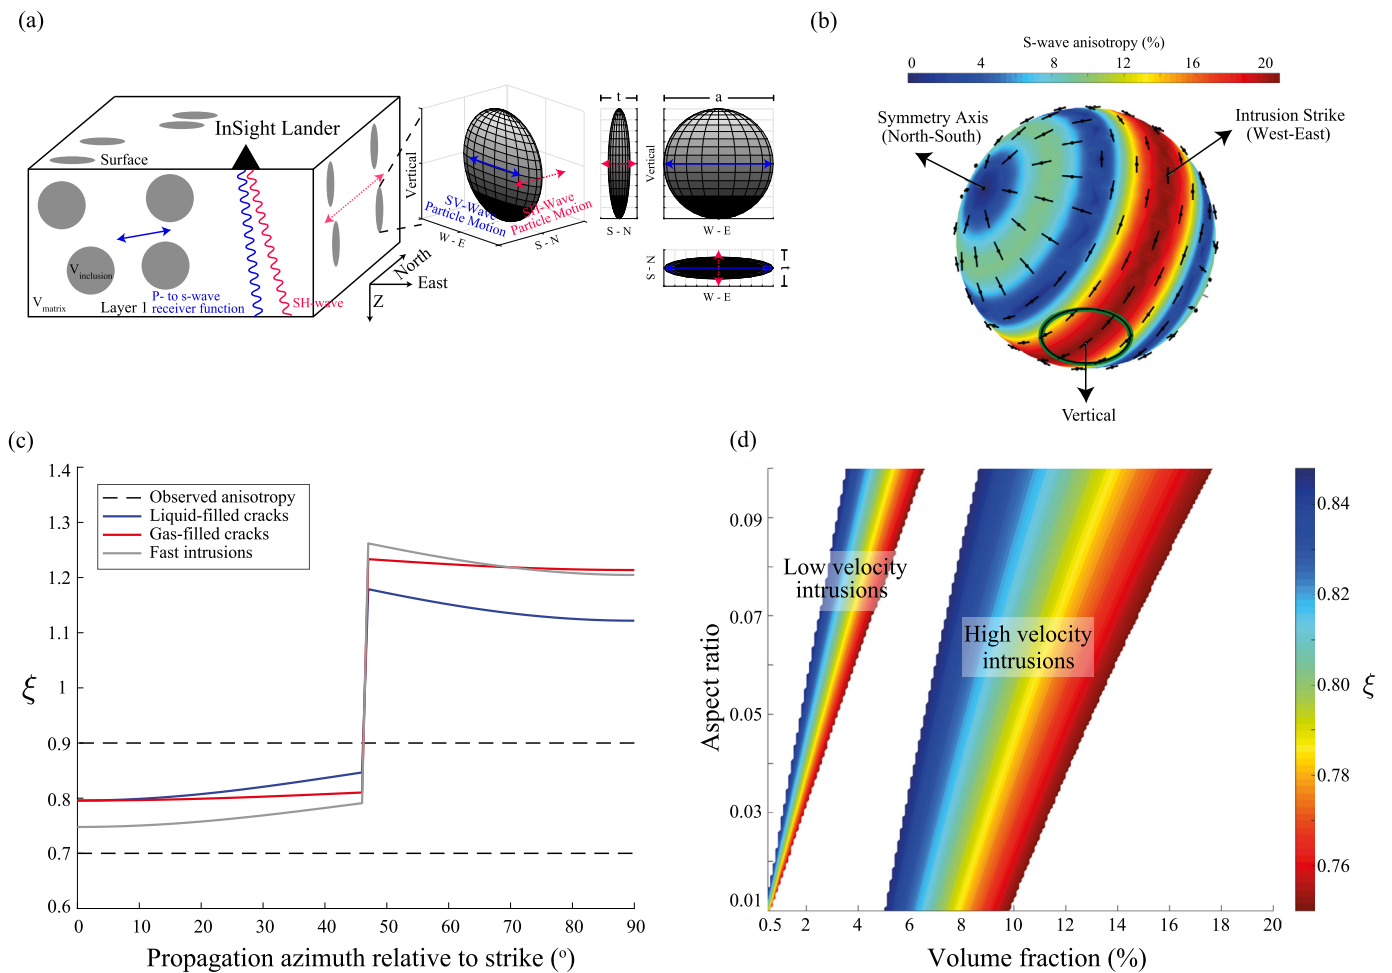 (a)
InSight Lander
Surface
V inclusion
V matrix
Layer 1
P- to s-wave
receiver function
SH-wave
North
East
Z
Vertical
SV-Wave
Particle Motion
SH-Wave
Particle Motion
W - E
S - N
t
S - N
a
Vertical
W - E
S - N
t
W - E
(b)
S-wave anisotropy (%)
0 4 8 12 16 20
Symmetry Axis
(North-South)
Intrusion Strike
(West-East)
Vertical
(c)
1.4
1.3
1.2
1.1
1
0.9
0.8
0.7
0.6
ξ
Observed anisotropy
Liquid-filled cracks
Gas-filled cracks
Fast intrusions
0 10 20 30 40 50 60 70 80 90
Propagation azimuth relative to strike (°)
(d)
Aspect ratio
0.09
0.07
0.05
0.03
0.01
Low velocity
intrusions
High velocity
intrusions
0.5 2 4 6 8 10 12 14 16 18 20
Volume fraction (%)
0.84
0.82
0.80
0.78
0.76
ξ